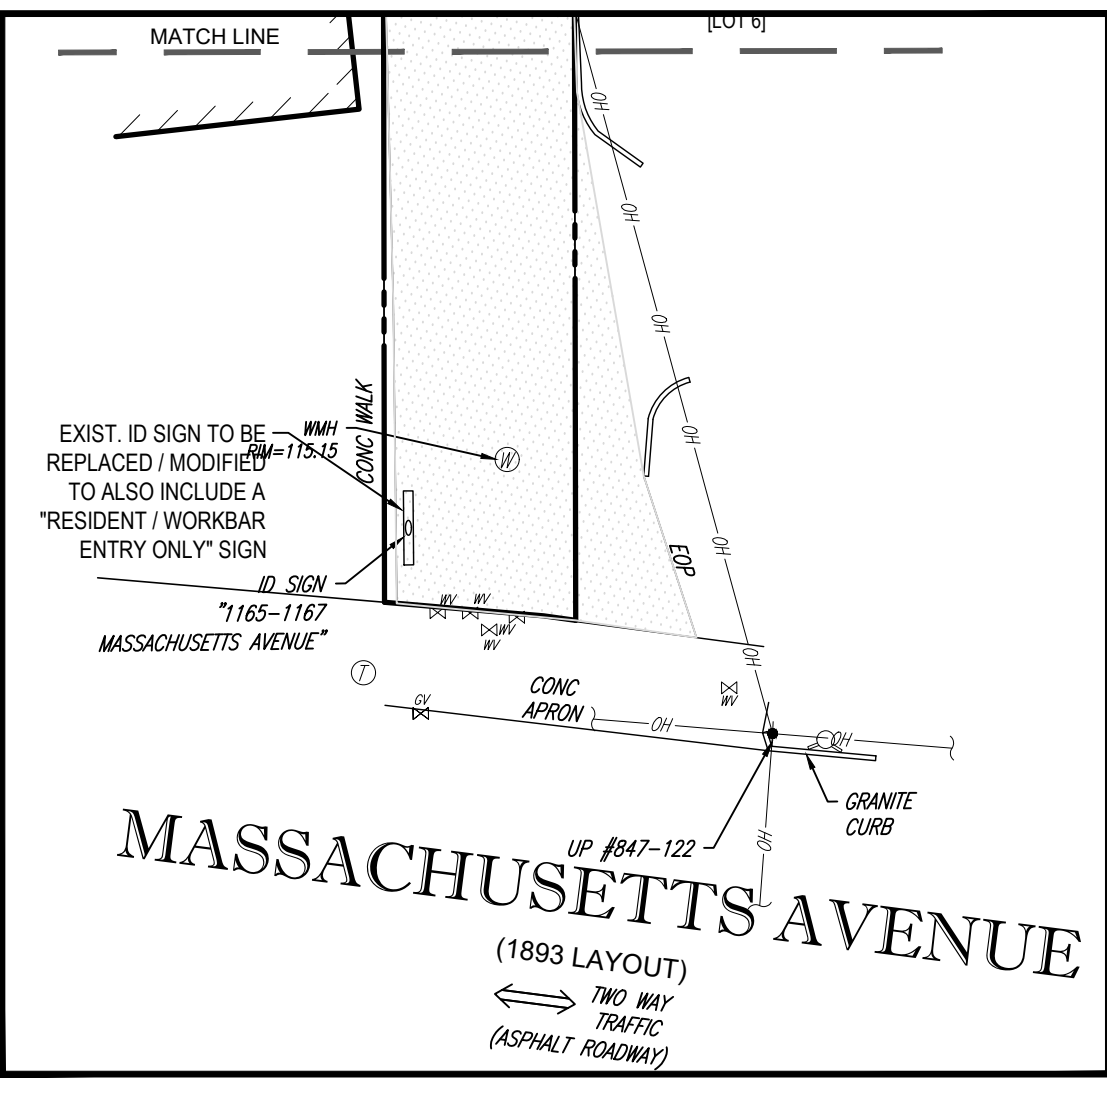 [LOT 6]
MATCH LINE
OH
OH
OH
CONC WALK
EXIST. ID SIGN TO BE
REPLACED / MODIFIED
TO ALSO INCLUDE A
"RESIDENT / WORKBAR
ENTRY ONLY" SIGN
WMH
RIM=115.15
W
OH
OH
EOP
ID SIGN
"1165-1167
MASSACHUSETTS AVENUE"
WV
WV
WV
WV
OH
T
CONC
APRON
WV
GV
OH
OH
GRANITE
CURB
UP #847-122
OH
MASSACHUSETTS AVENUE
(1893 LAYOUT)
TWO WAY
TRAFFIC
(ASPHALT ROADWAY)